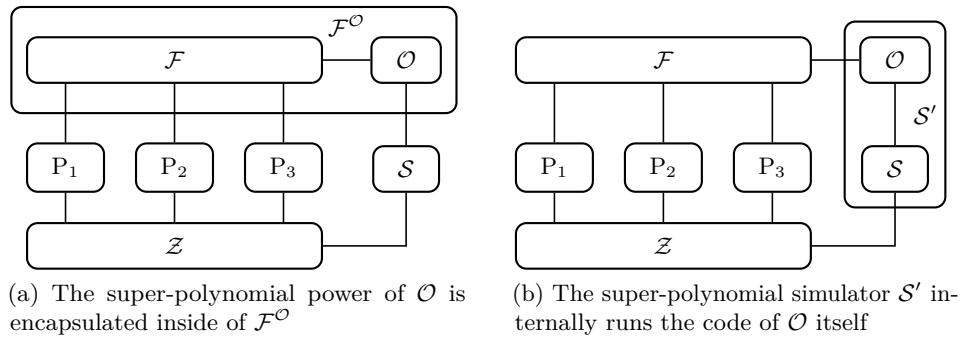 𝓕^𝓞
𝓕 𝓞
P₁ P₂ P₃ 𝓢
𝓩
(a) The super-polynomial power of 𝓞 is
encapsulated inside of 𝓕^𝓞
𝓕 𝓞
𝓢′
P₁ P₂ P₃ 𝓢
𝓩
(b) The super-polynomial simulator 𝓢′ in-
ternally runs the code of 𝓞 itself